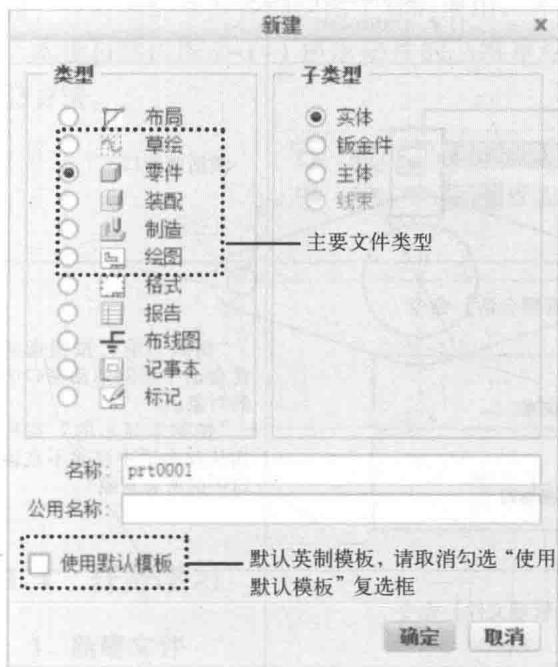 新建
类型
布局
草绘
零件
装配
制造
绘图
格式
报告
布线图
记事本
标记
子类型
实体
钣金件
主体
线束
主要文件类型
名称: prt0001
公用名称:
使用默认模板
默认英制模板，请取消勾选“使用
默认模板”复选框
确定 取消